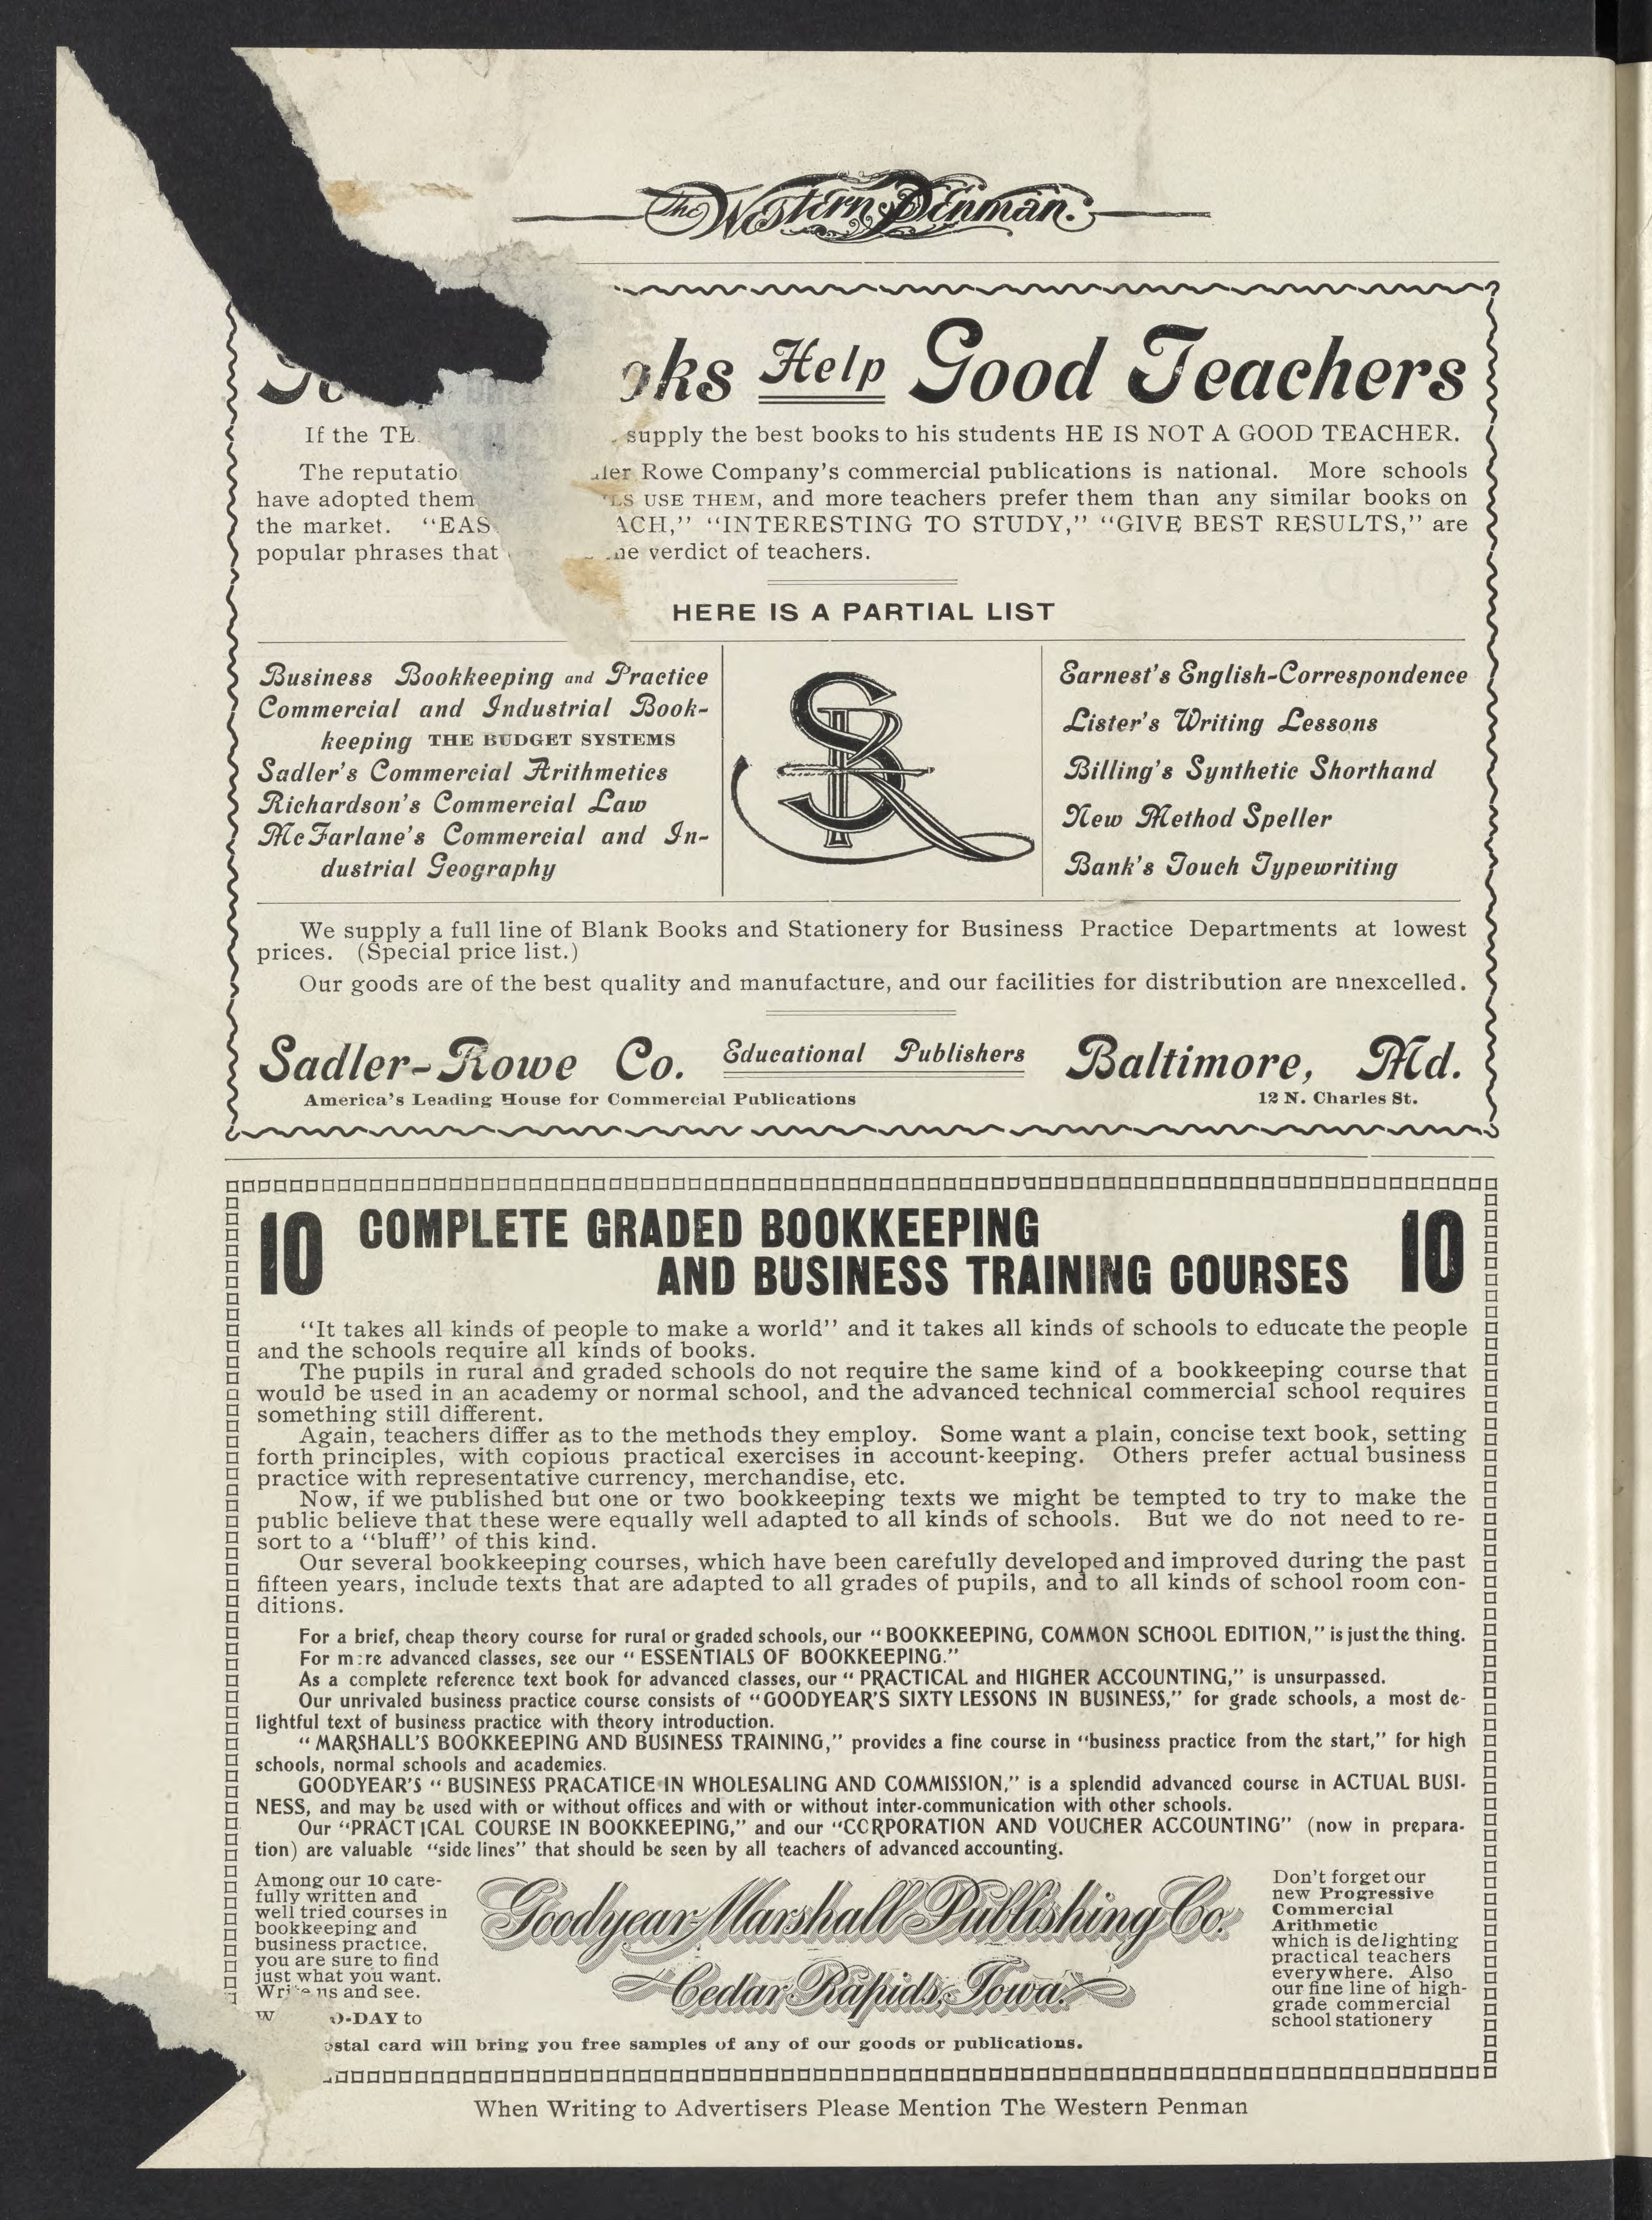 The Western Penman.
Help Good Teachers
If the supply the best books to his students HE IS NOT A GOOD TEACHER.
The Rowe Company's commercial publications is national. More schools
have adopted them USE THEM, and more teachers prefer them than any similar books on
the market. "INTERESTING TO STUDY," "GIVE BEST RESULTS," are
popular phrases that verdict of teachers.
HERE IS A PARTIAL LIST
Business Bookkeeping and Practice
Commercial and Industrial Book-
keeping THE BUDGET SYSTEMS
Sadler's Commercial Arithmetics
Richardson's Commercial Law
McFarlane's Commercial and In-
dustrial Geography
SR
Earnest's English-Correspondence
Lister's Writing Lessons
Billing's Synthetic Shorthand
New Method Speller
Bank's Touch Typewriting
We supply a full line of Blank Books and Stationery for Business Practice Departments at lowest
prices. (Special price list.)
Our goods are of the best quality and manufacture, and our facilities for distribution are nnexcelled.
Sadler-Rowe Co. Educational Publishers Baltimore, Md.
America's Leading House for Commercial Publications 12 N. Charles St.
10 COMPLETE GRADED BOOKKEEPING 10
AND BUSINESS TRAINING COURSES
"It takes all kinds of people to make a world" and it takes all kinds of schools to educate the people
and the schools require all kinds of books.
The pupils in rural and graded schools do not require the same kind of a bookkeeping course that
would be used in an academy or normal school, and the advanced technical commercial school requires
something still different.
Again, teachers differ as to the methods they employ. Some want a plain, concise text book, setting
forth principles, with copious practical exercises in account-keeping. Others prefer actual business
practice with representative currency, merchandise, etc.
Now, if we published but one or two bookkeeping texts we might be tempted to try to make the
public believe that these were equally well adapted to all kinds of schools. But we do not need to re-
sort to a "bluff" of this kind.
Our several bookkeeping courses, which have been carefully developed and improved during the past
fifteen years, include texts that are adapted to all grades of pupils, and to all kinds of school room con-
ditions.
For a brief, cheap theory course for rural or graded schools, our "BOOKKEEPING, COMMON SCHOOL EDITION," is just the thing.
For more advanced classes, see our "ESSENTIALS OF BOOKKEEPING."
As a complete reference text book for advanced classes, our "PRACTICAL and HIGHER ACCOUNTING," is unsurpassed.
Our unrivaled business practice course consists of "GOODYEAR'S SIXTY LESSONS IN BUSINESS," for grade schools, a most de-
lightful text of business practice with theory introduction.
"MARSHALL'S BOOKKEEPING AND BUSINESS TRAINING," provides a fine course in "business practice from the start," for high
schools, normal schools and academies.
GOODYEAR'S "BUSINESS PRACATICE IN WHOLESALING AND COMMISSION," is a splendid advanced course in ACTUAL BUSI-
NESS, and may be used with or without offices and with or without inter-communication with other schools.
Our "PRACTICAL COURSE IN BOOKKEEPING," and our "CORPORATION AND VOUCHER ACCOUNTING" (now in prepara-
tion) are valuable "side lines" that should be seen by all teachers of advanced accounting.
Among our 10 care-
fully written and
well tried courses in
bookkeeping and
business practice,
you are sure to find
just what you want.
Write us and see.
to
Goodyear-Marshall Publishing Co.
Cedar Rapids, Iowa.
Don't forget our
new Progressive
Commercial
Arithmetic
which is delighting
practical teachers
everywhere. Also
our fine line of high-
grade commercial
school stationery
card will bring you free samples of any of our goods or publications.
When Writing to Advertisers Please Mention The Western Penman